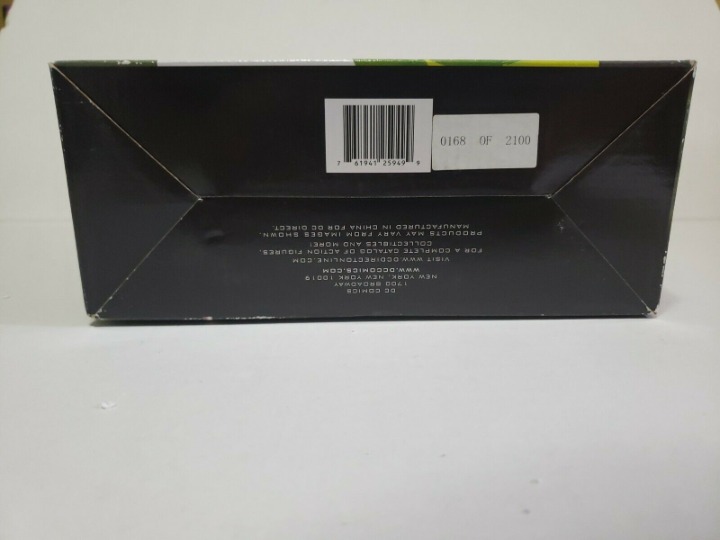 7 61941 25949 9
0168 OF 2100
DC COMICS
1700 BROADWAY
NEW YORK, NEW YORK 10019
WWW.DCCOMICS.COM
VISIT WWW.DCDIRECTONLINE.COM
FOR A COMPLETE CATALOG OF ACTION FIGURES,
COLLECTIBLES AND MORE!
PRODUCTS MAY VARY FROM IMAGES SHOWN.
MANUFACTURED IN CHINA FOR DC DIRECT.